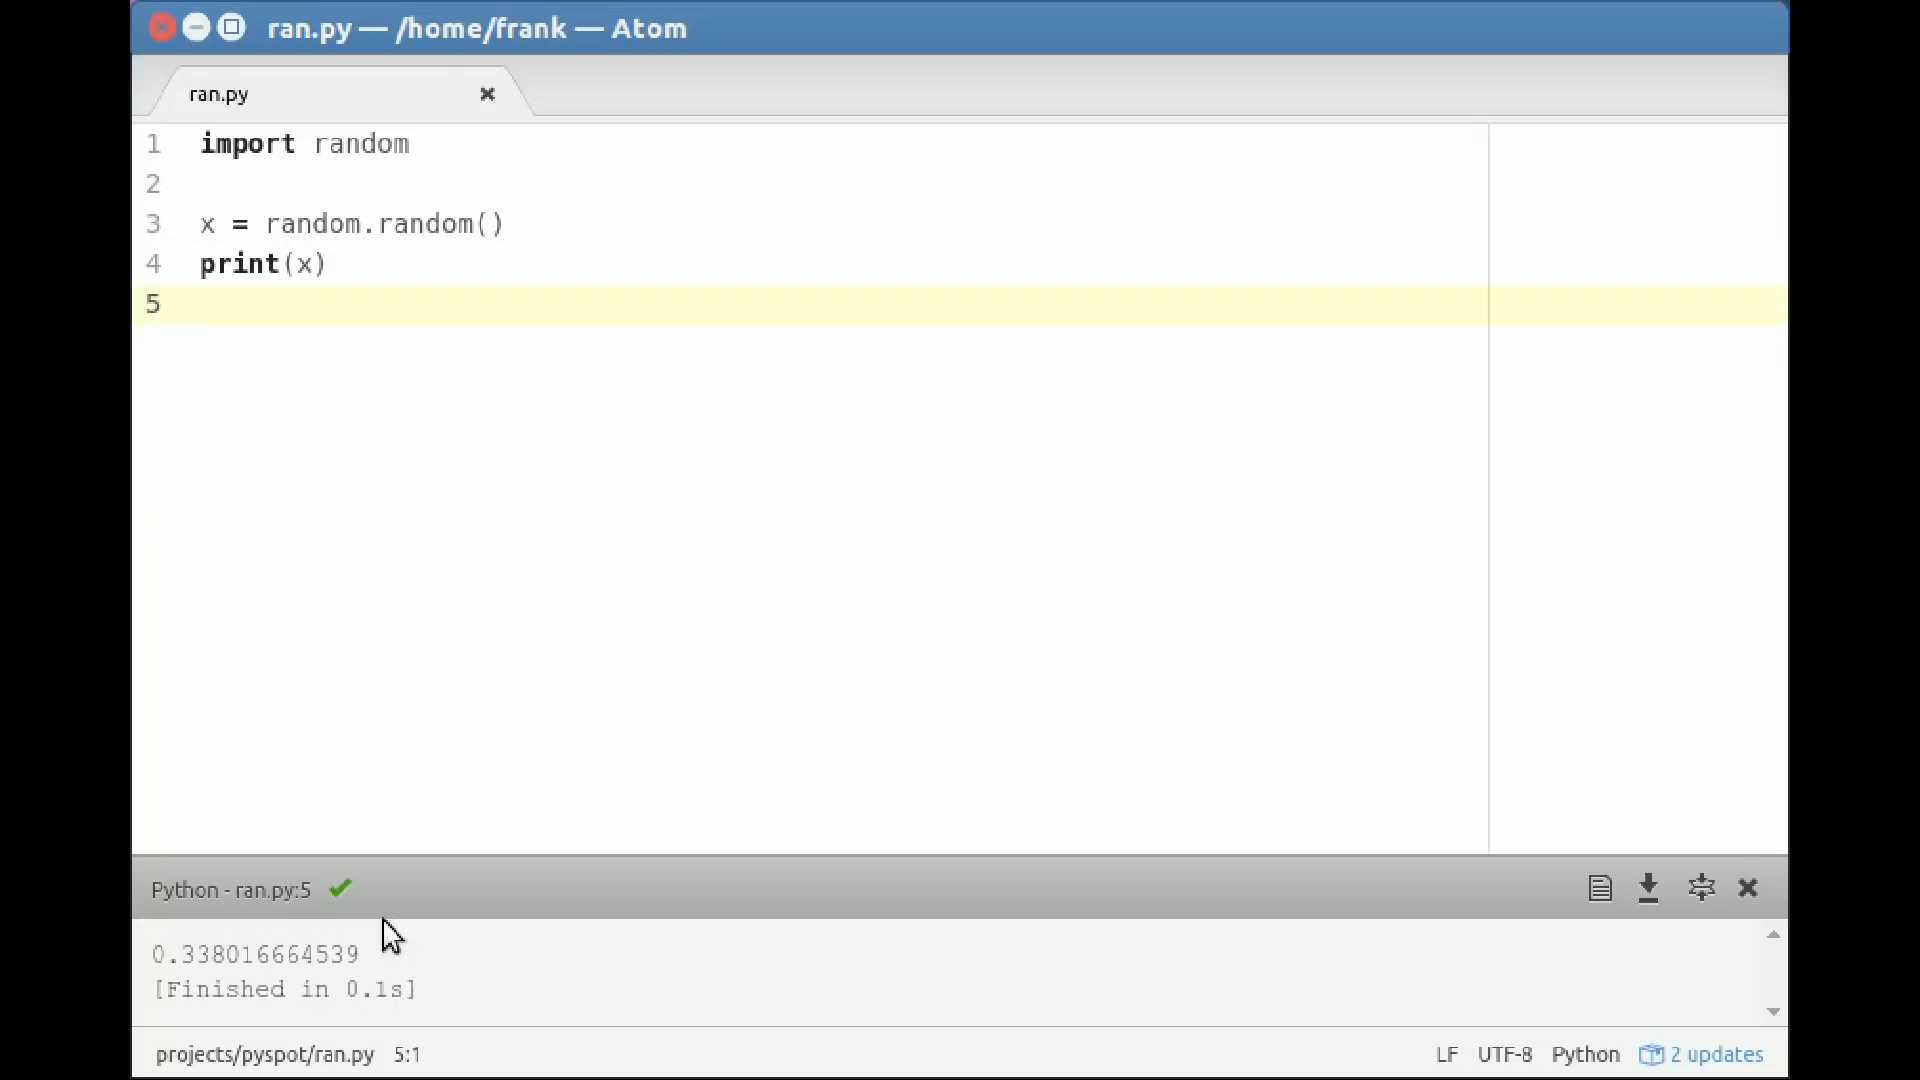 ran.py — /home/frank — Atom
ran.py
1 import random
2
3 x = random.random()
4 print(x)
5
Python - ran.py:5
0.338016664539
[Finished in 0.1s]
projects/pyspot/ran.py 5:1 LF UTF-8 Python 2 updates